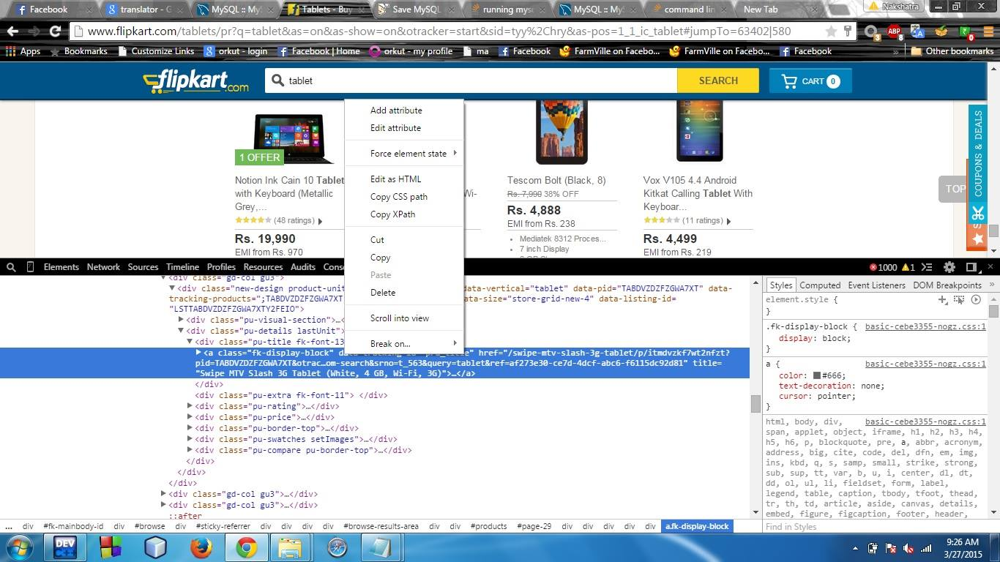 Facebook
translator - G
MySQL :: My
Tablets - Buy
Save MySQL
running mys
MySQL :: My
command lin
New Tab
Nakshatra
www.flipkart.com/tablets/pr?q=tablet&as=on&as-show=on&otracker=start&sid=tyy%2Chry&as-pos=1_1_ic_tablet#jumpTo=63402|580
Apps Bookmarks Customize Links orkut - login Facebook | Home orkut - my profile ma Facebook FarmVille on Facebo... FarmVille on Facebo... Facebook » Other bookmarks
flipkart.com
tablet
SEARCH
CART 0
1 OFFER
Notion Ink Cain 10 Tablet
with Keyboard (Metallic
Grey,...
(48 ratings)
Rs. 19,990
EMI from Rs. 970
Wi-
Tescom Bolt (Black, 8)
Rs. 7,990 38% OFF
Rs. 4,888
EMI from Rs. 238
• Mediatek 8312 Proces...
• 7 inch Display
Vox V105 4.4 Android
Kitkat Calling Tablet With
Keyboar...
(11 ratings)
Rs. 4,499
EMI from Rs. 219
COUPONS & DEALS
TOP
Add attribute
Edit attribute
Force element state
Edit as HTML
Copy CSS path
Copy XPath
Cut
Copy
Paste
Delete
Scroll into view
Break on...
Elements Network Sources Timeline Profiles Resources Audits Cons
1000 1
<div class="gd-col gu3">
<div class="new-design product-unit data-vertical="tablet" data-pid="TABDVZDZFZGWA7XT" data-
tracking-products=";TABDVZDZFZGWA7XT data-size="store-grid-new-4" data-listing-id=
"LSTTABDVZDZFZGWA7XTY2FEIO">
<div class="pu-visual-section">…
<div class="pu-details lastUnit">
<div class="pu-title fk-font-13
<a class="fk-display-block" data-tracking-id="prd_title" href="/swipe-mtv-slash-3g-tablet/p/itmdvzkf7wt2nfzt?
pid=TABDVZDZFZGWA7XT&otrac…om-search&srno=t_563&query=tablet&ref=af273e30-ce7d-4dcf-abc6-f6115dc92d81" title=
"Swipe MTV Slash 3G Tablet (White, 4 GB, Wi-Fi, 3G)">…</a>
</div>
<div class="pu-extra fk-font-11"> </div>
<div class="pu-rating">…</div>
<div class="pu-price">…</div>
<div class="pu-border-top">…</div>
<div class="pu-swatches setImages">…</div>
<div class="pu-compare pu-border-top">…</div>
</div>
</div>
</div>
<div class="gd-col gu3">…</div>
<div class="gd-col gu3">…</div>
::after
... div #fk-mainbody-id div #browse div #sticky-referrer div div div #browse-results-area div #products #page-29 div div div div div a.fk-display-block
Styles Computed Event Listeners DOM Breakpoints »
element.style {
}
.fk-display-block { basic-cebe3355-nogz.css:1
display: block;
}
a { basic-cebe3355-nogz.css:1
color: #666;
text-decoration: none;
cursor: pointer;
}
html, body, div, basic-cebe3355-nogz.css:1
span, applet, object, iframe, h1, h2, h3, h4,
h5, h6, p, blockquote, pre, a, abbr, acronym,
address, big, cite, code, del, dfn, em, img,
ins, kbd, q, s, samp, small, strike, strong,
sub, sup, tt, var, b, u, i, center, dl, dt,
dd, ol, ul, li, fieldset, form, label,
legend, table, caption, tbody, tfoot, thead,
tr, th, td, article, aside, canvas, details,
embed, figure, figcaption, footer, header,
Find in Styles
DEV
C++
9:26 AM
3/27/2015